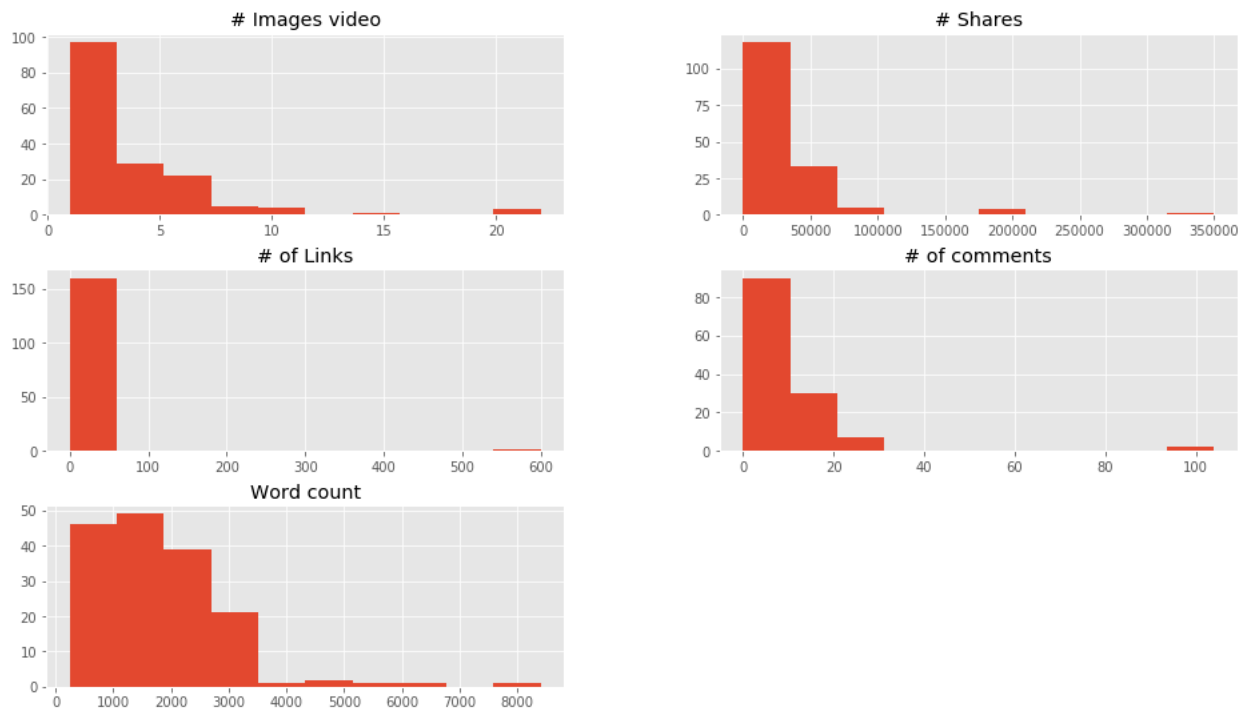 # Images video
100
80
60
40
20
0
0 5 10 15 20
# Shares
100
75
50
25
0
0 50000 100000 150000 200000 250000 300000 350000
# of Links
150
100
50
0
0 100 200 300 400 500 600
# of comments
80
60
40
20
0
0 20 40 60 80 100
Word count
50
40
30
20
10
0
0 1000 2000 3000 4000 5000 6000 7000 8000